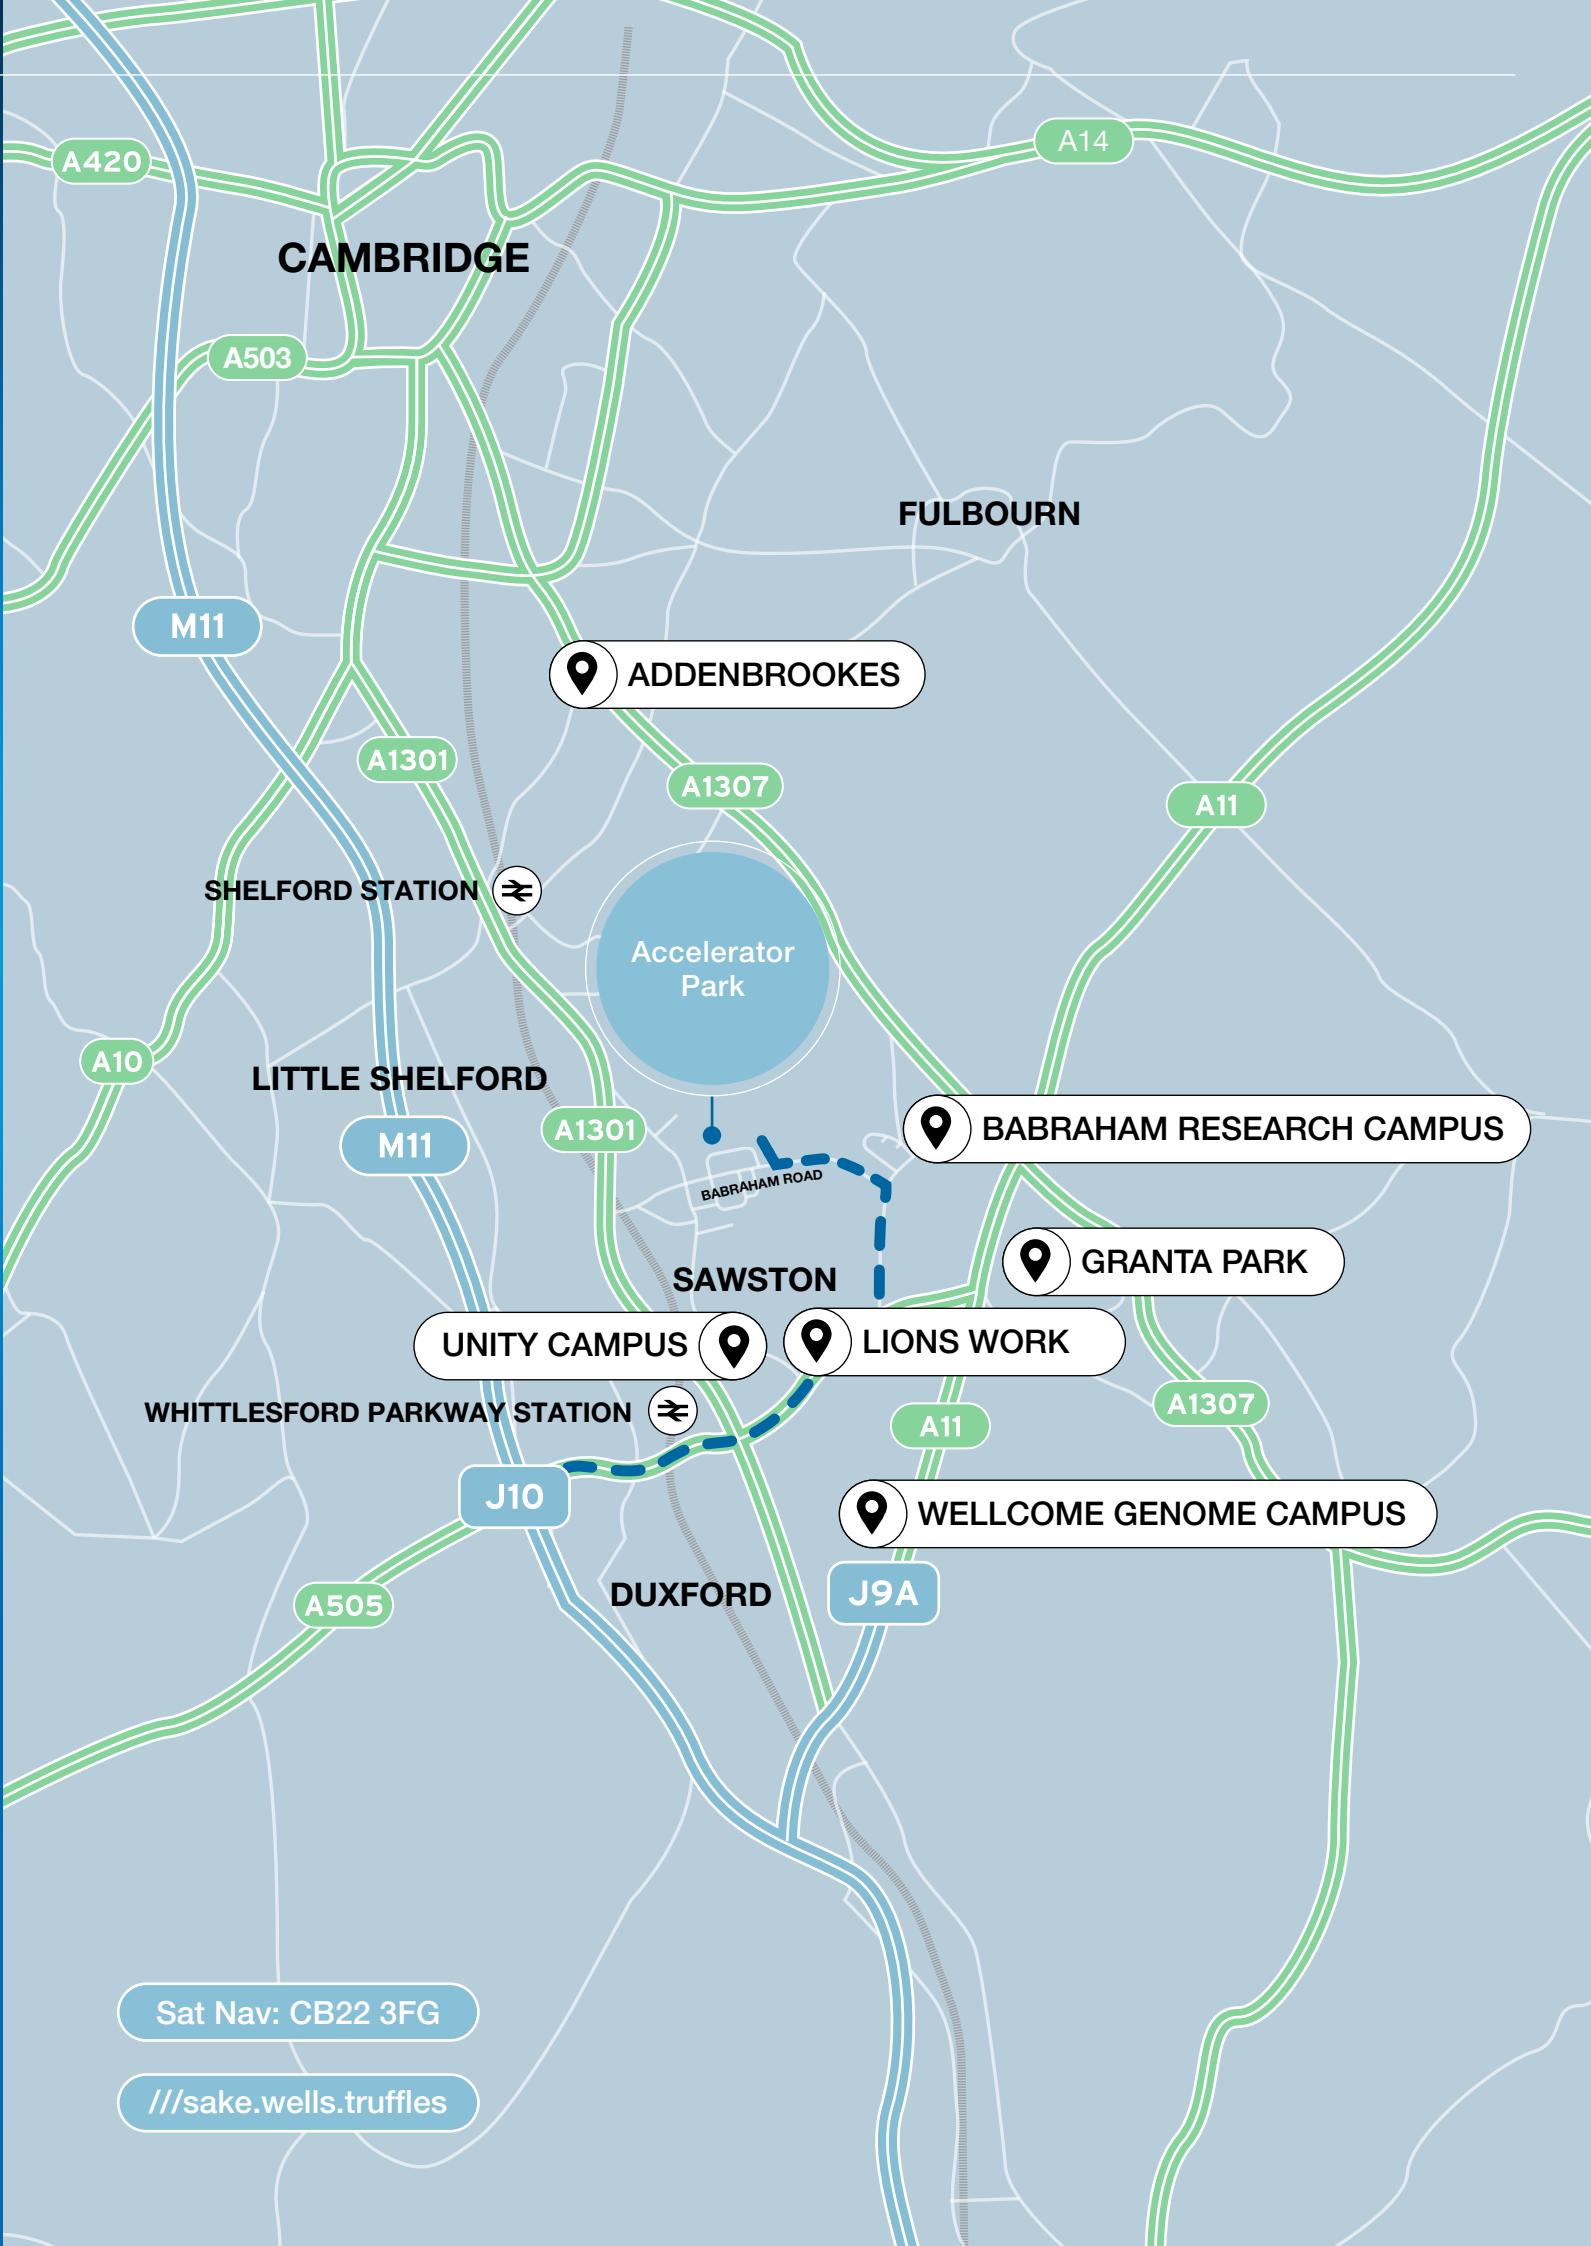 A14
A420
CAMBRIDGE
A503
FULBOURN
M11
ADDENBROOKES
A1301
A1307
A11
SHELFORD STATION
Accelerator
Park
A10
LITTLE SHELFORD
M11
A1301
BABRAHAM RESEARCH CAMPUS
BABRAHAM ROAD
GRANTA PARK
SAWSTON
UNITY CAMPUS
LIONS WORK
WHITTLESFORD PARKWAY STATION
A11
A1307
J10
WELLCOME GENOME CAMPUS
DUXFORD
J9A
A505
Sat Nav: CB22 3FG
///sake.wells.truffles